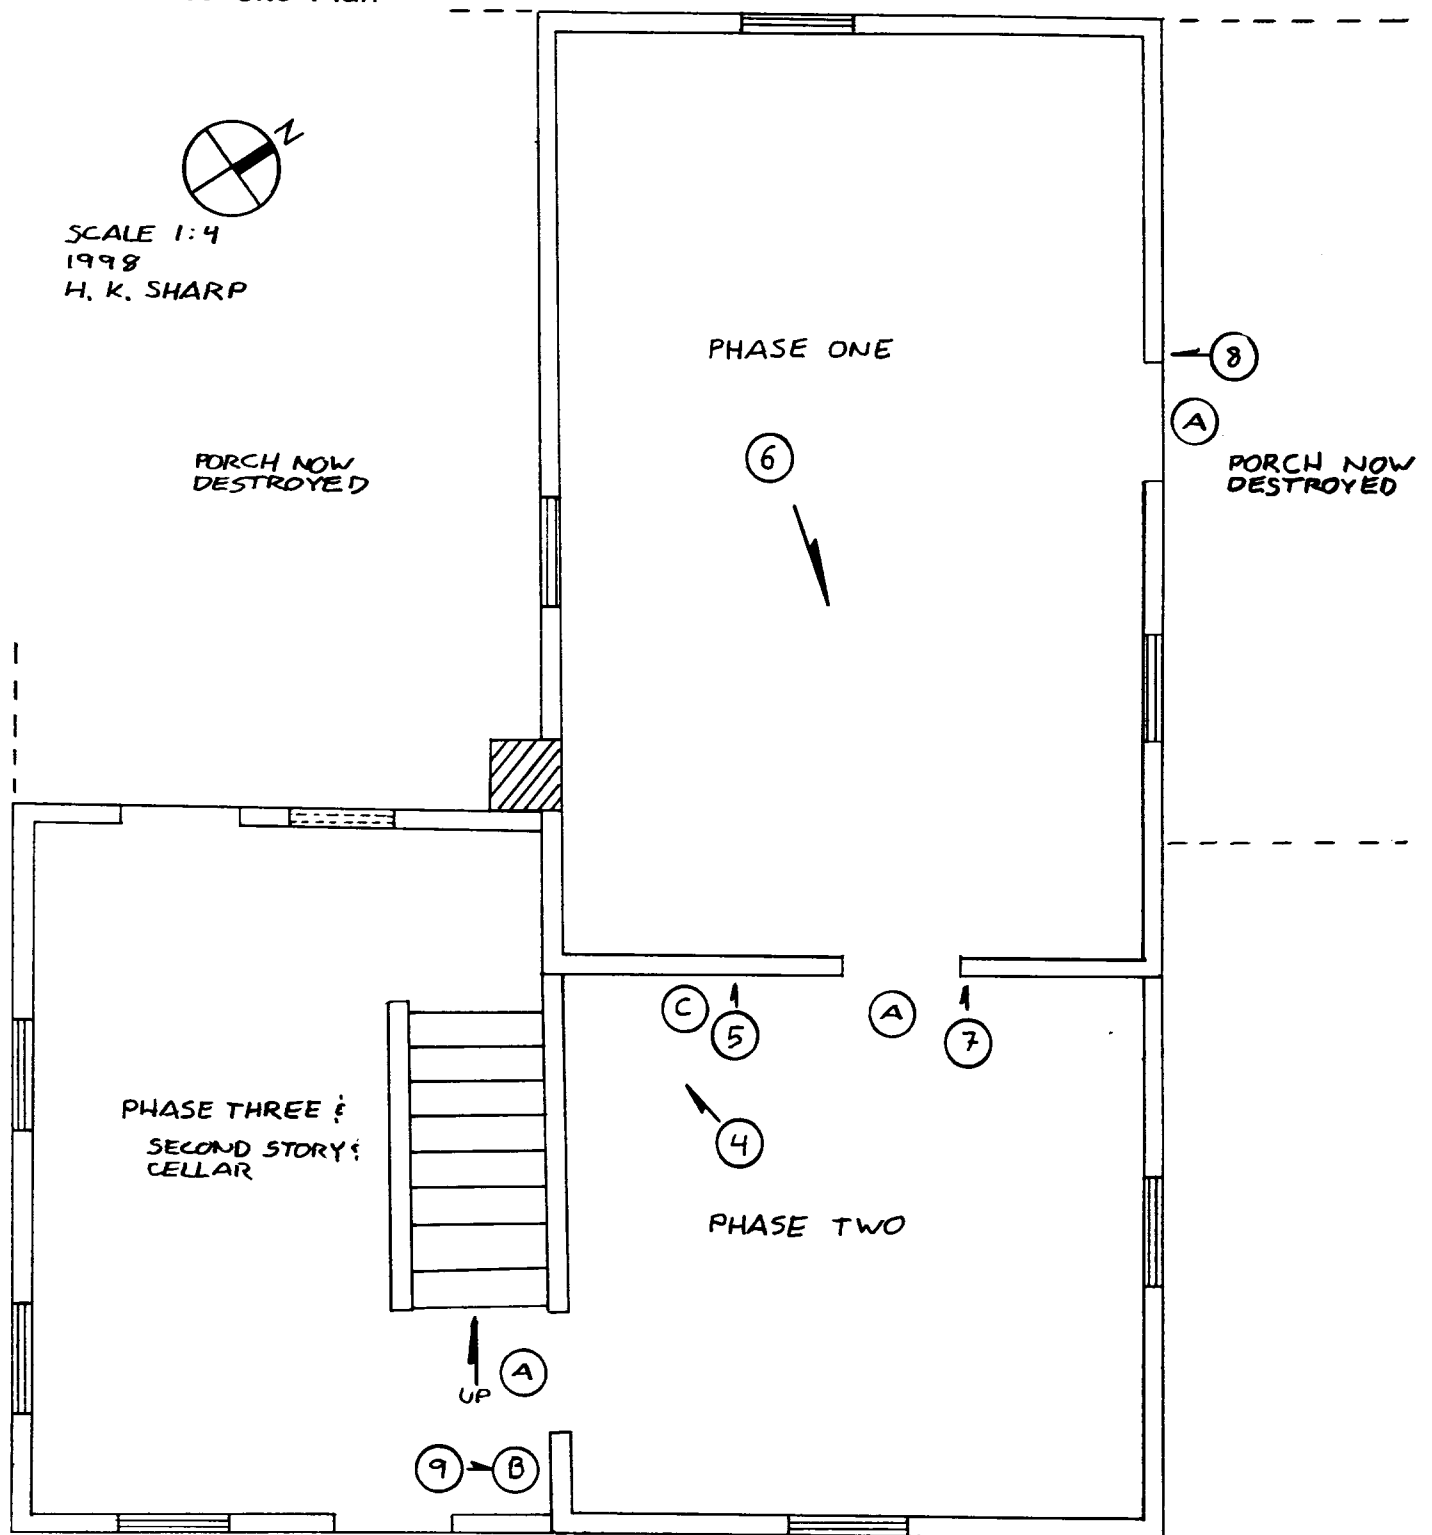 N
SCALE 1:4
1998
H. K. SHARP
PHASE ONE
8
A
6
PORCH NOW
DESTROYED
PORCH NOW
DESTROYED
C
5
A
7
4
PHASE THREE &
SECOND STORY &
CELLAR
PHASE TWO
UP
A
9
B